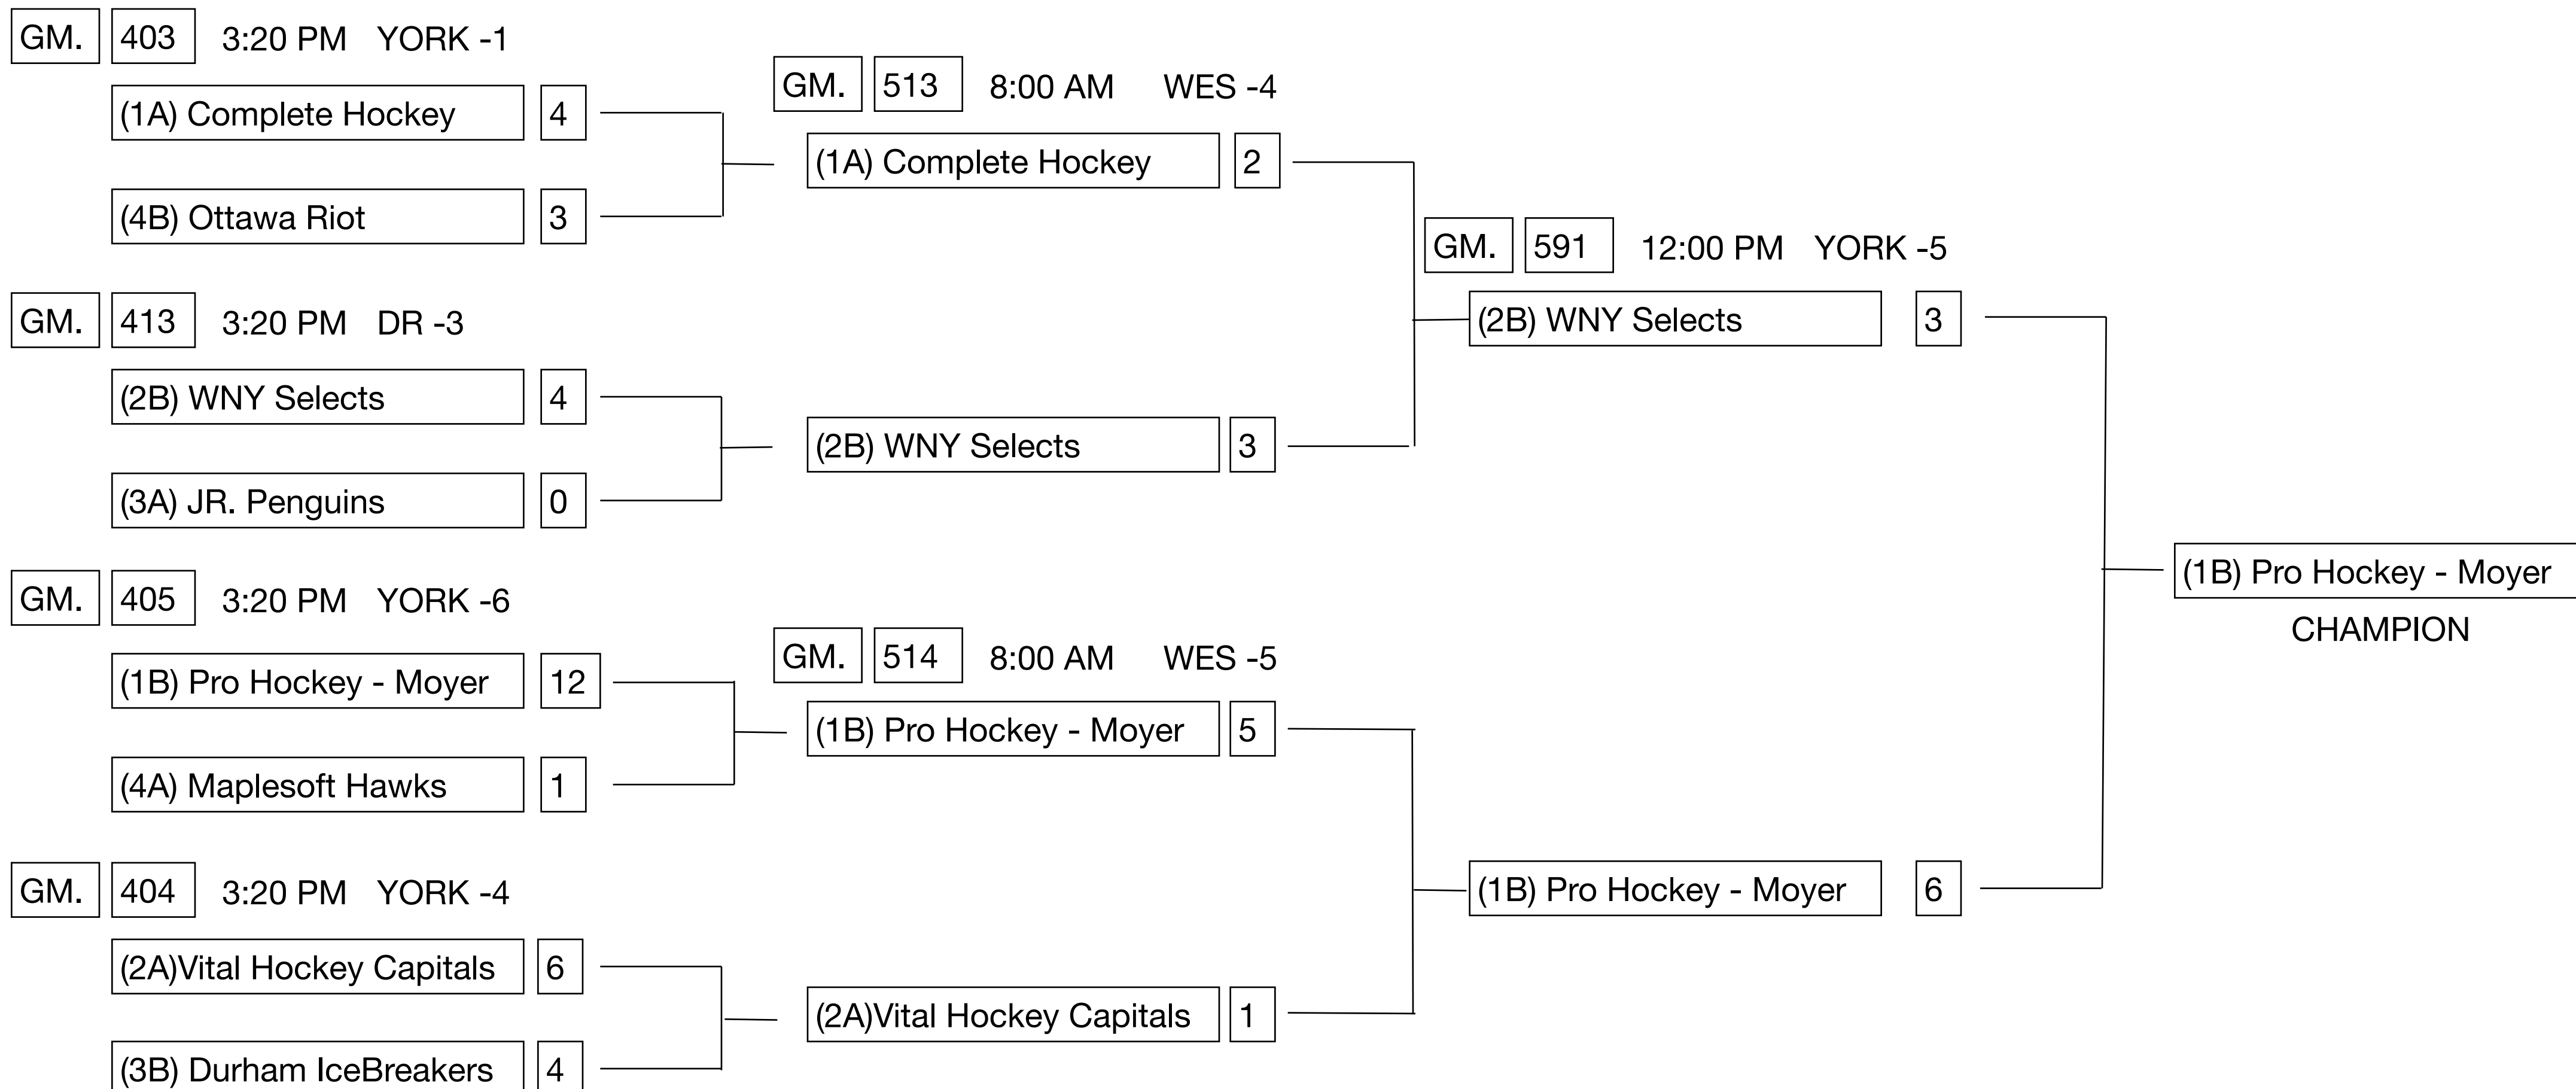 GM. 403 3:20 PM YORK -1
(1A) Complete Hockey 4
(4B) Ottawa Riot 3
GM. 413 3:20 PM DR -3
(2B) WNY Selects 4
(3A) JR. Penguins 0
GM. 405 3:20 PM YORK -6
(1B) Pro Hockey - Moyer 12
(4A) Maplesoft Hawks 1
GM. 404 3:20 PM YORK -4
(2A)Vital Hockey Capitals 6
(3B) Durham IceBreakers 4
GM. 513 8:00 AM WES -4
(1A) Complete Hockey 2
(2B) WNY Selects 3
GM. 514 8:00 AM WES -5
(1B) Pro Hockey - Moyer 5
(2A)Vital Hockey Capitals 1
GM. 591 12:00 PM YORK -5
(2B) WNY Selects 3
(1B) Pro Hockey - Moyer 6
(1B) Pro Hockey - Moyer
CHAMPION